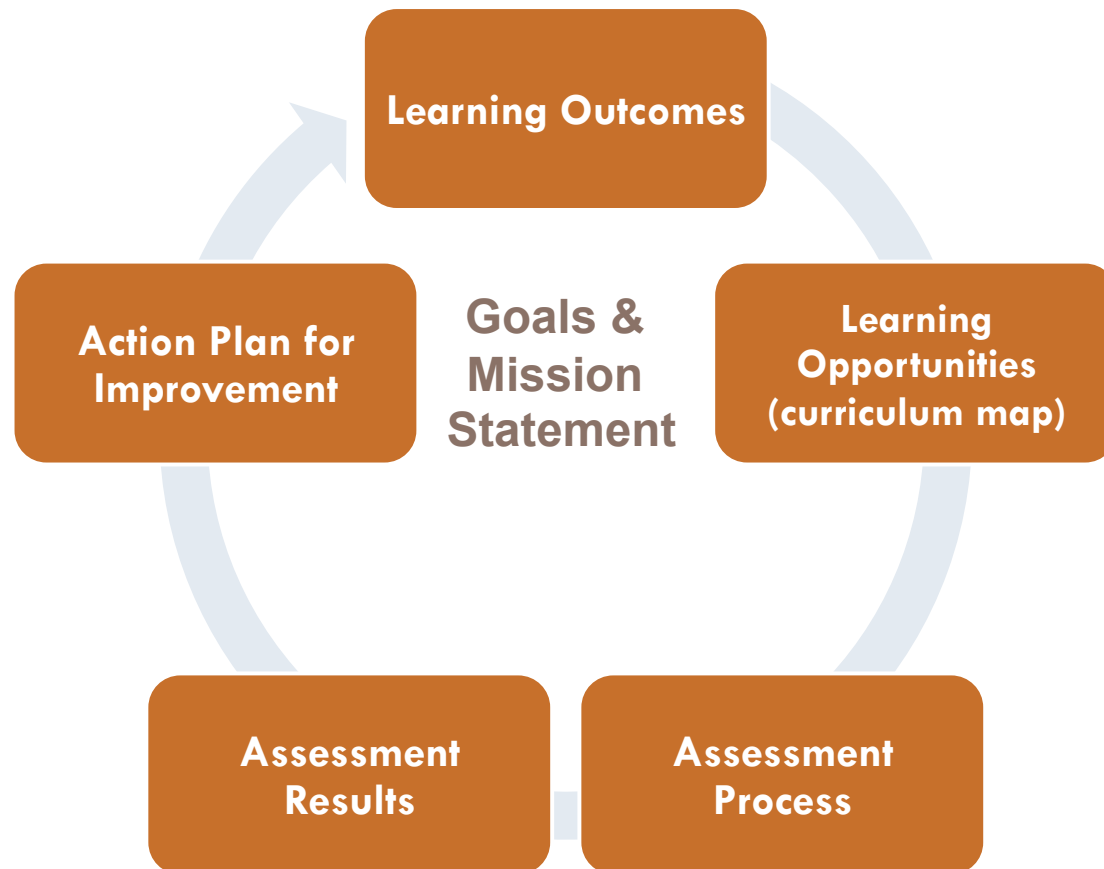 Learning Outcomes
Learning
Opportunities
(curriculum map)
Assessment
Process
Assessment
Results
Action Plan for
Improvement
Goals &
Mission
Statement